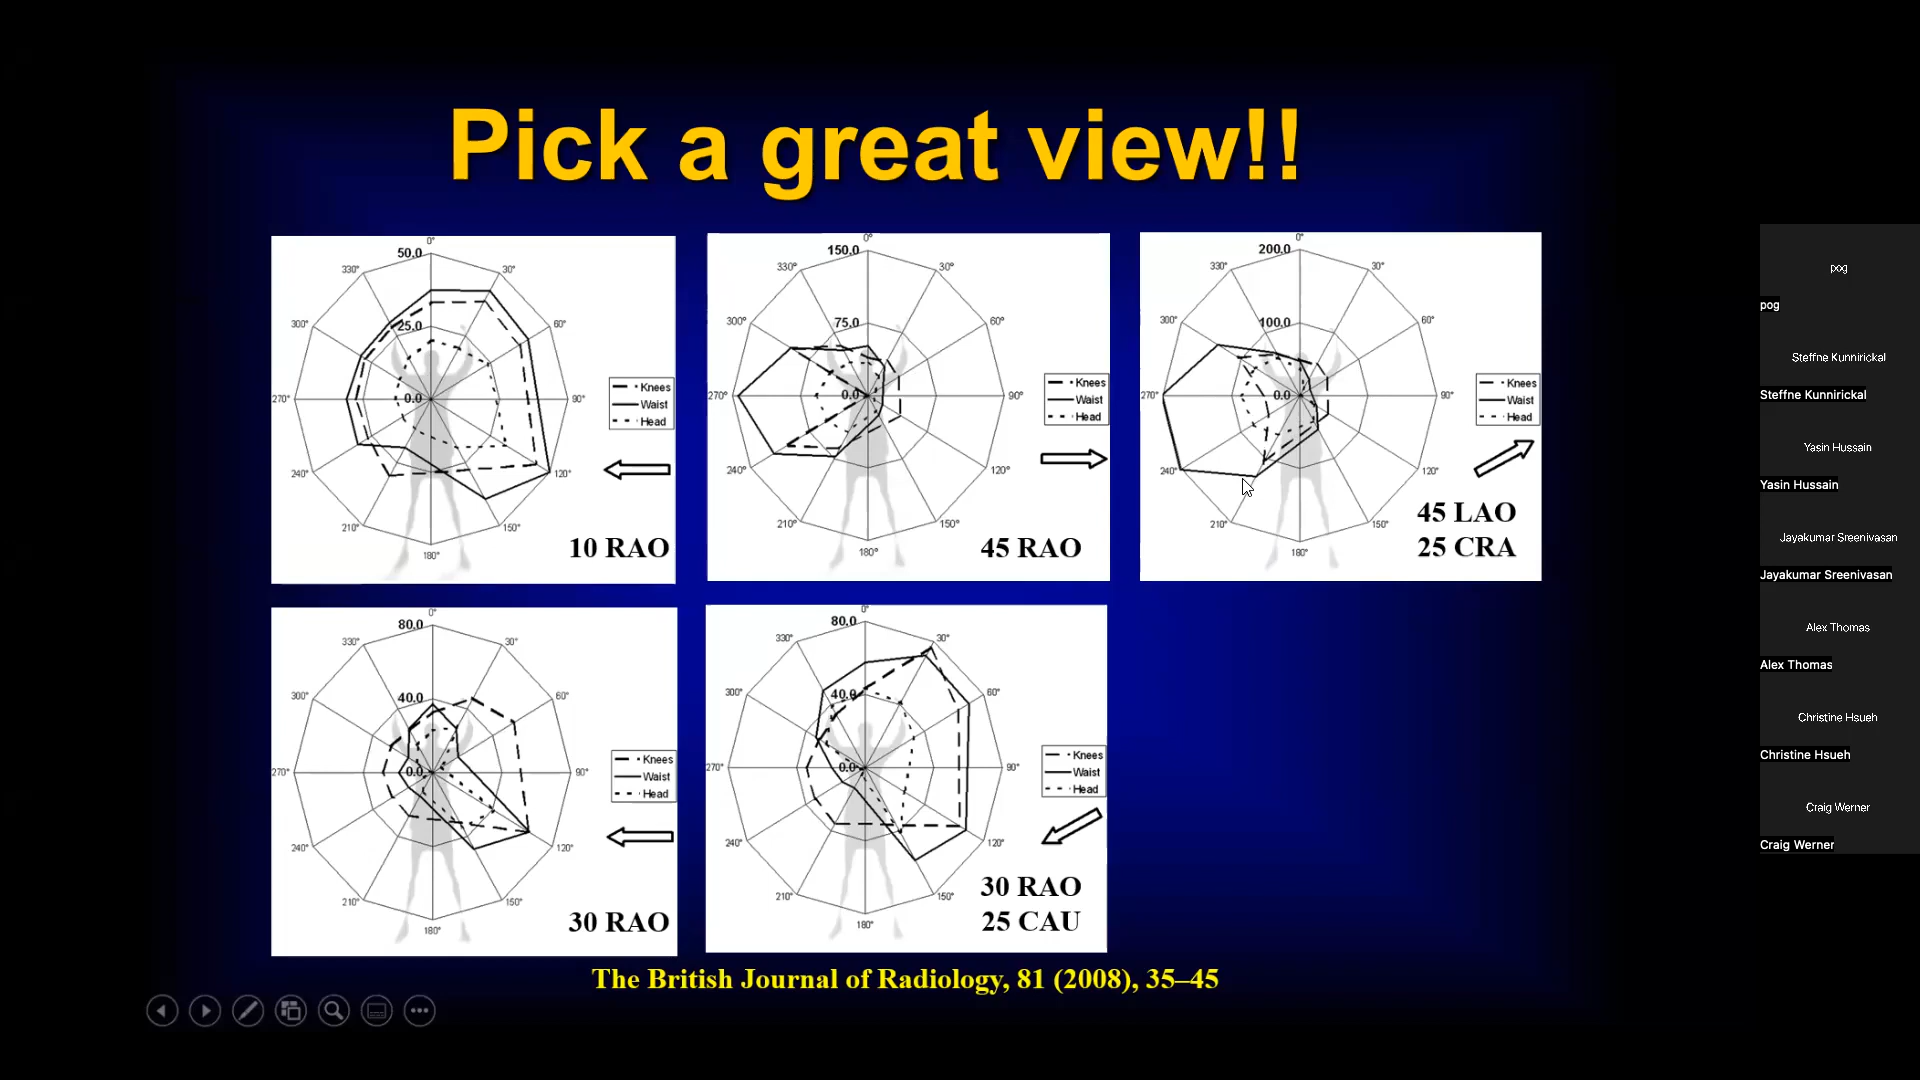 Pick a great view!!
0°
50.0
330°
30°
300°
25.0
60°
270°
0.0
90°
Knees
Waist
Head
240°
120°
210°
150°
180°
10 RAO
0°
150.0
330°
30°
300°
75.0
60°
270°
0.0
90°
Knees
Waist
Head
240°
120°
210°
150°
180°
45 RAO
0°
200.0
330°
30°
300°
100.0
60°
270°
0.0
90°
Knees
Waist
Head
240°
120°
210°
150°
180°
45 LAO
25 CRA
0°
80.0
330°
30°
300°
40.0
60°
270°
0.0
90°
Knees
Waist
Head
240°
120°
210°
150°
180°
30 RAO
0°
80.0
330°
30°
300°
40.0
60°
270°
0.0
90°
Knees
Waist
Head
240°
120°
210°
150°
180°
30 RAO
25 CAU
The British Journal of Radiology, 81 (2008), 35–45
pog
pog
Steffne Kunnirickal
Steffne Kunnirickal
Yasin Hussain
Yasin Hussain
Jayakumar Sreenivasan
Jayakumar Sreenivasan
Alex Thomas
Alex Thomas
Christine Hsueh
Christine Hsueh
Craig Werner
Craig Werner